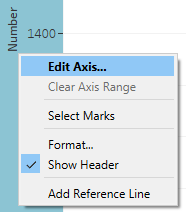 Number
1400
Edit Axis...
Clear Axis Range
Select Marks
Format...
Show Header
Add Reference Line